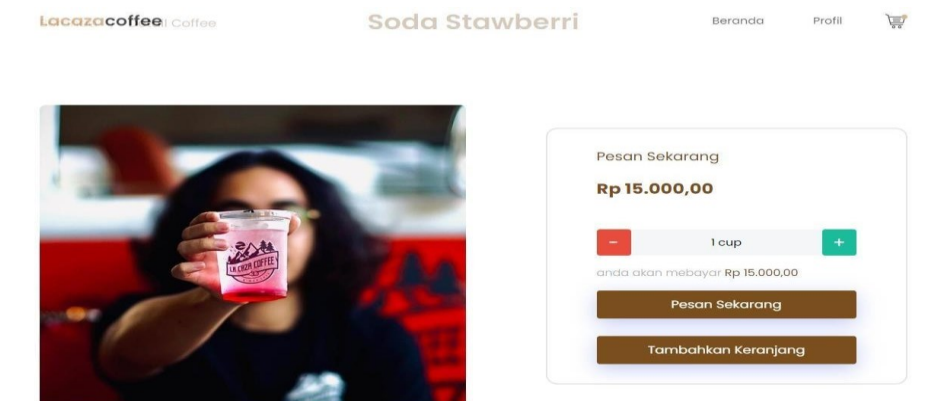 Lacazacoffee Coffee
Soda Stawberri
Beranda
Profil
LA CAZA COFFEE
Pesan Sekarang
Rp 15.000,00
-
1 cup
+
anda akan mebayar Rp 15.000,00
Pesan Sekarang
Tambahkan Keranjang